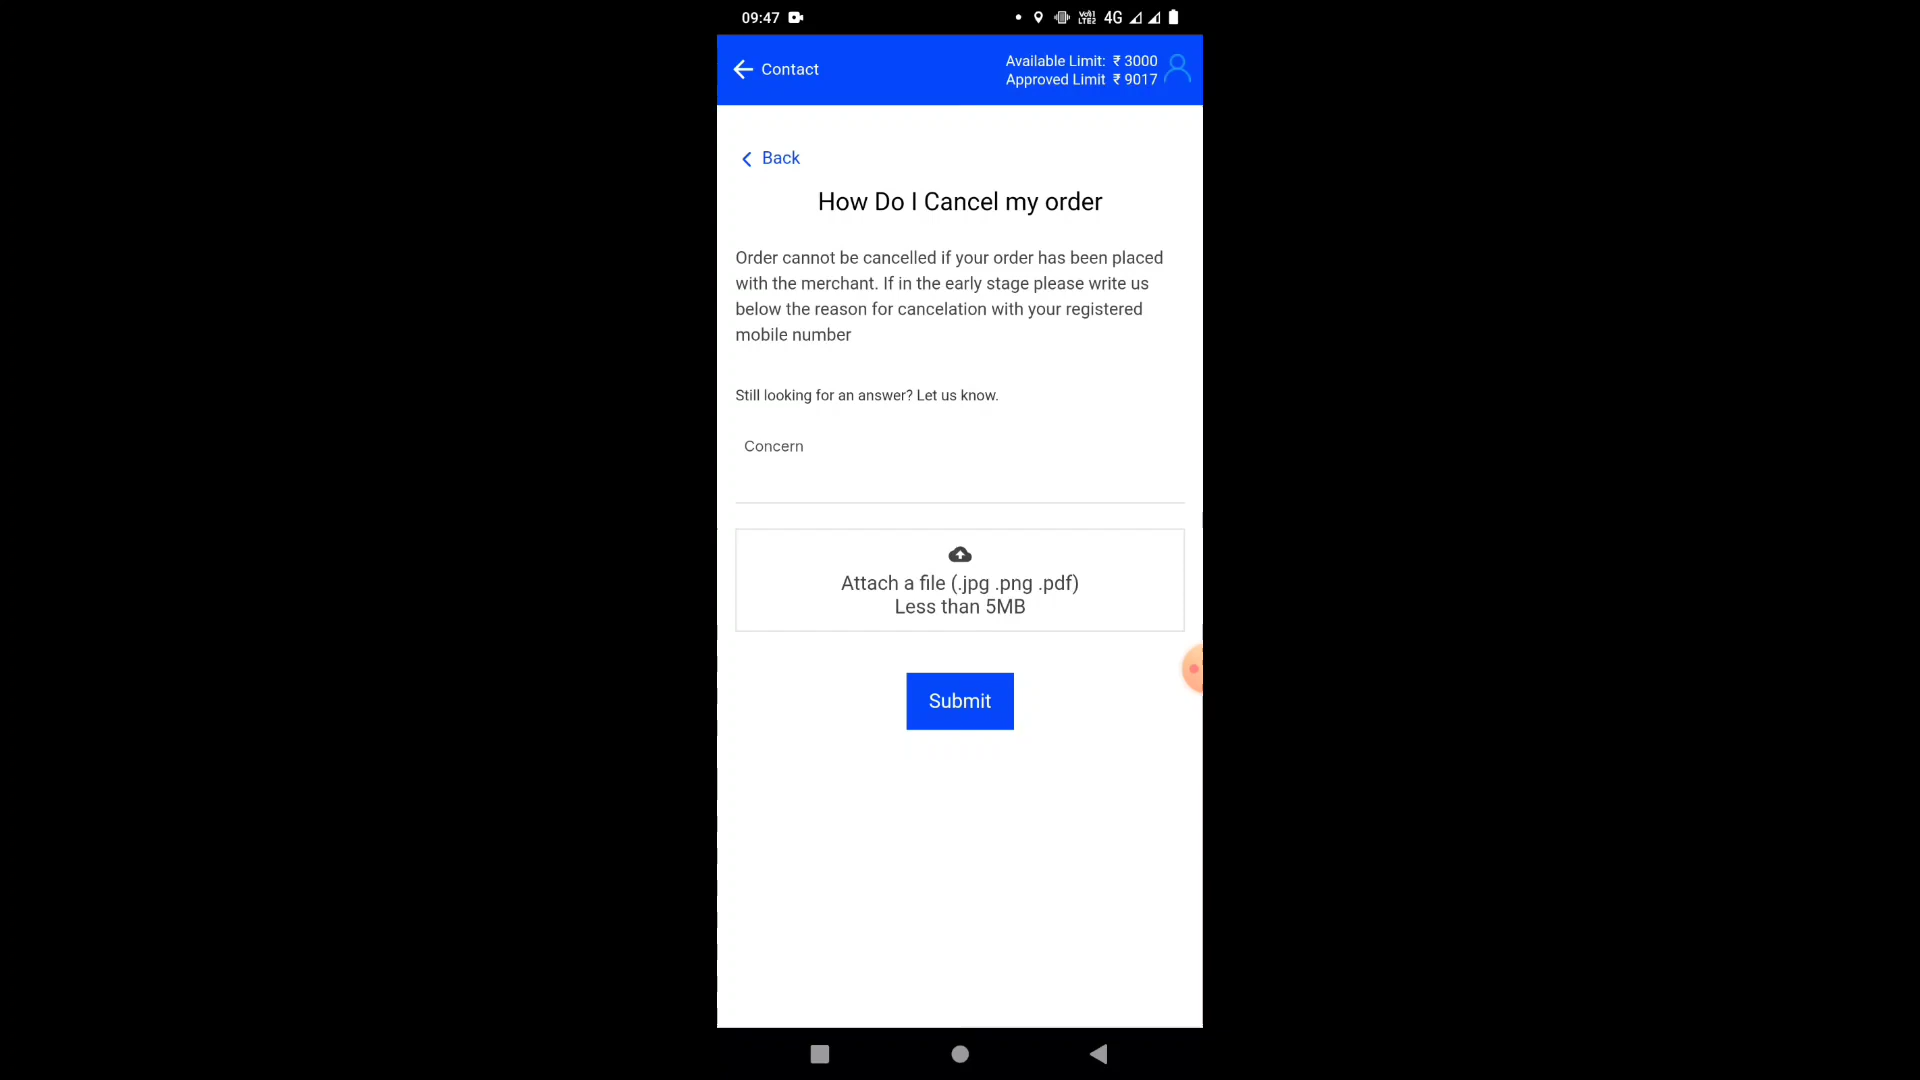 09:47
4G
Contact
Available Limit: ₹ 3000
Approved Limit ₹ 9017
Back
How Do I Cancel my order
Order cannot be cancelled if your order has been placed
with the merchant. If in the early stage please write us
below the reason for cancelation with your registered
mobile number
Still looking for an answer? Let us know.
Concern
Attach a file (.jpg .png .pdf)
Less than 5MB
Submit